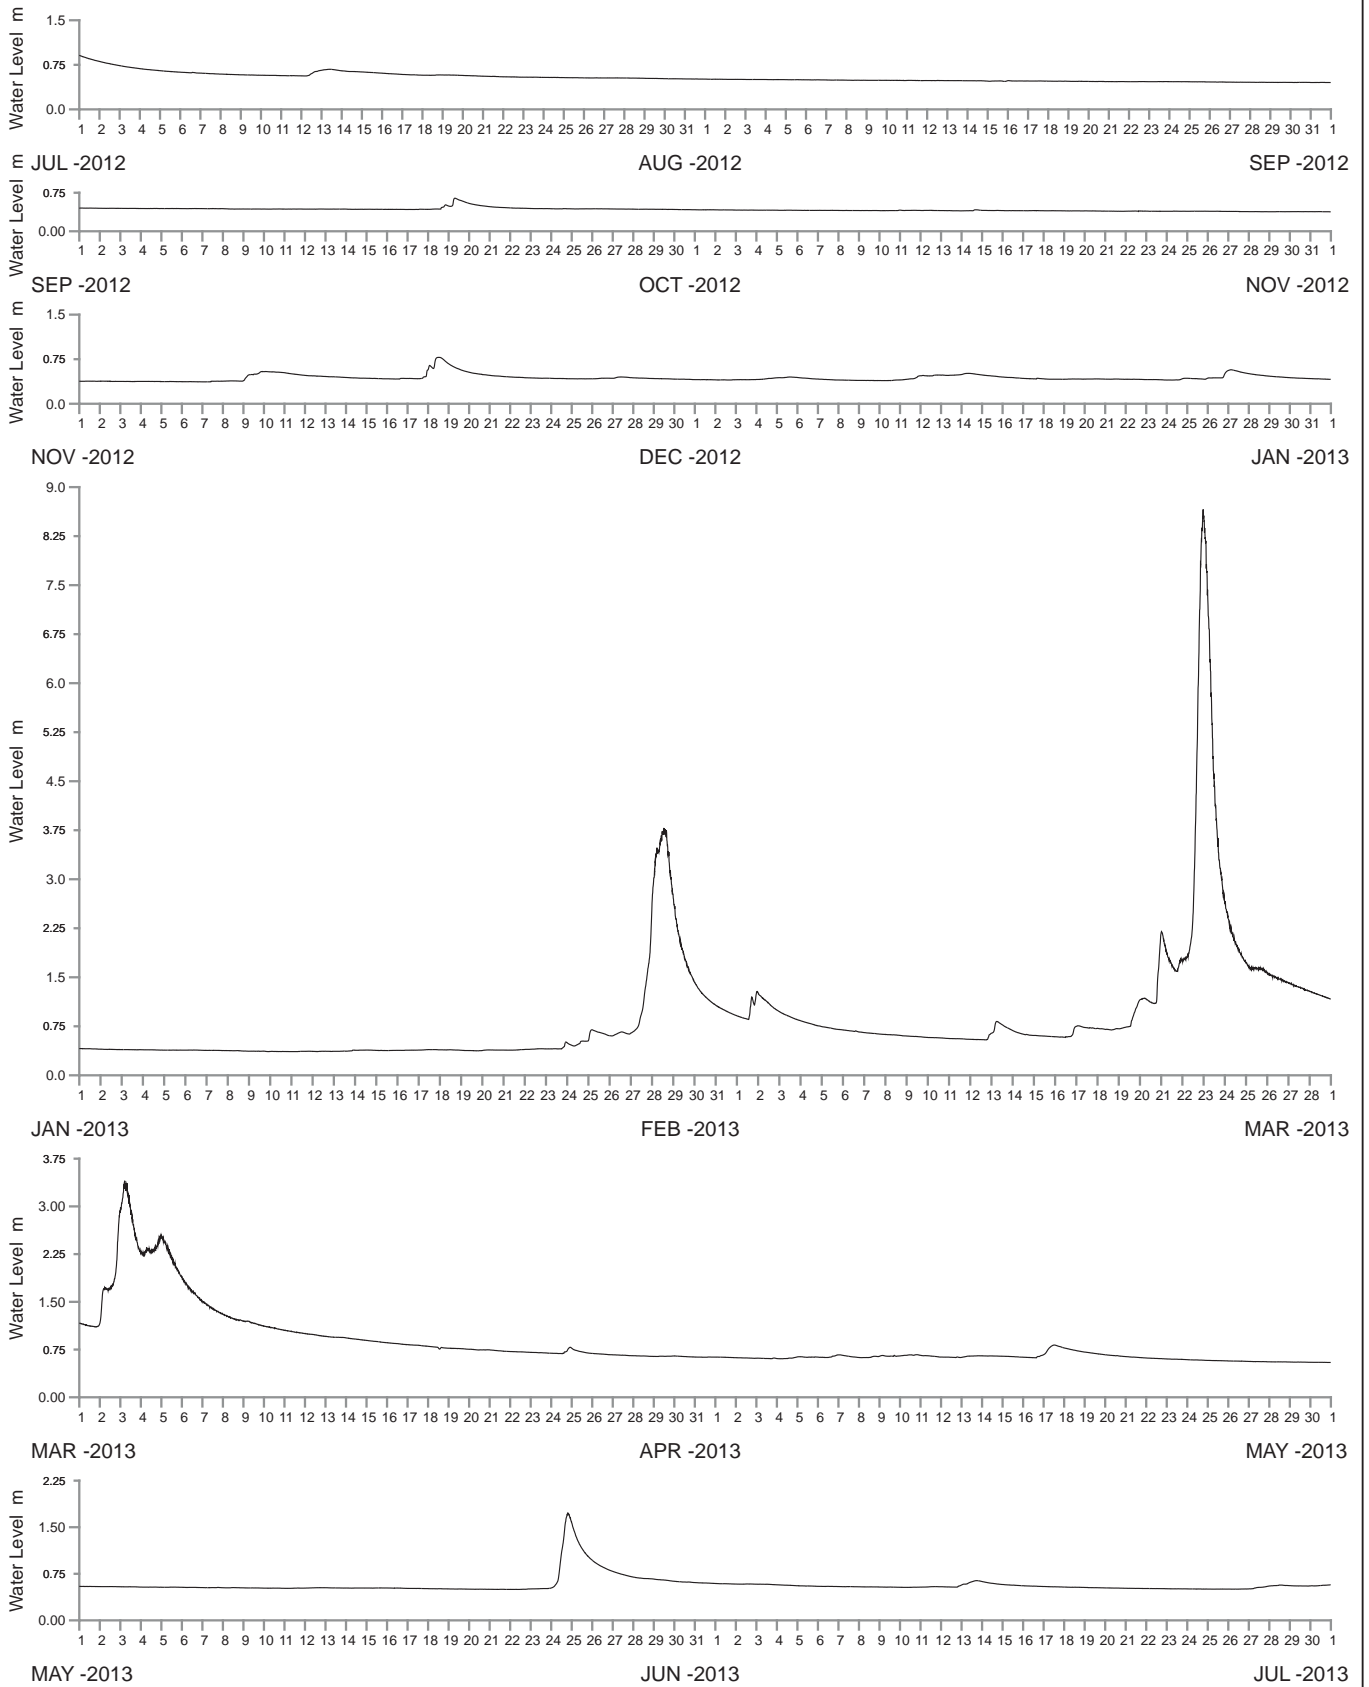 Water Level m
1.5
0.75
0.0
1 2 3 4 5 6 7 8 9 10 11 12 13 14 15 16 17 18 19 20 21 22 23 24 25 26 27 28 29 30 31 1 2 3 4 5 6 7 8 9 10 11 12 13 14 15 16 17 18 19 20 21 22 23 24 25 26 27 28 29 30 31 1
JUL -2012 AUG -2012 SEP -2012
Water Level m
0.75
0.00
1 2 3 4 5 6 7 8 9 10 11 12 13 14 15 16 17 18 19 20 21 22 23 24 25 26 27 28 29 30 1 2 3 4 5 6 7 8 9 10 11 12 13 14 15 16 17 18 19 20 21 22 23 24 25 26 27 28 29 30 31 1
SEP -2012 OCT -2012 NOV -2012
Water Level m
1.5
0.75
0.0
1 2 3 4 5 6 7 8 9 10 11 12 13 14 15 16 17 18 19 20 21 22 23 24 25 26 27 28 29 30 1 2 3 4 5 6 7 8 9 10 11 12 13 14 15 16 17 18 19 20 21 22 23 24 25 26 27 28 29 30 31 1
NOV -2012 DEC -2012 JAN -2013
Water Level m
9.0
8.25
7.5
6.75
6.0
5.25
4.5
3.75
3.0
2.25
1.5
0.75
0.0
1 2 3 4 5 6 7 8 9 10 11 12 13 14 15 16 17 18 19 20 21 22 23 24 25 26 27 28 29 30 31 1 2 3 4 5 6 7 8 9 10 11 12 13 14 15 16 17 18 19 20 21 22 23 24 25 26 27 28 1
JAN -2013 FEB -2013 MAR -2013
Water Level m
3.75
3.00
2.25
1.50
0.75
0.00
1 2 3 4 5 6 7 8 9 10 11 12 13 14 15 16 17 18 19 20 21 22 23 24 25 26 27 28 29 30 31 1 2 3 4 5 6 7 8 9 10 11 12 13 14 15 16 17 18 19 20 21 22 23 24 25 26 27 28 29 30 1
MAR -2013 APR -2013 MAY -2013
Water Level m
2.25
1.50
0.75
0.00
1 2 3 4 5 6 7 8 9 10 11 12 13 14 15 16 17 18 19 20 21 22 23 24 25 26 27 28 29 30 31 1 2 3 4 5 6 7 8 9 10 11 12 13 14 15 16 17 18 19 20 21 22 23 24 25 26 27 28 29 30 1
MAY -2013 JUN -2013 JUL -2013